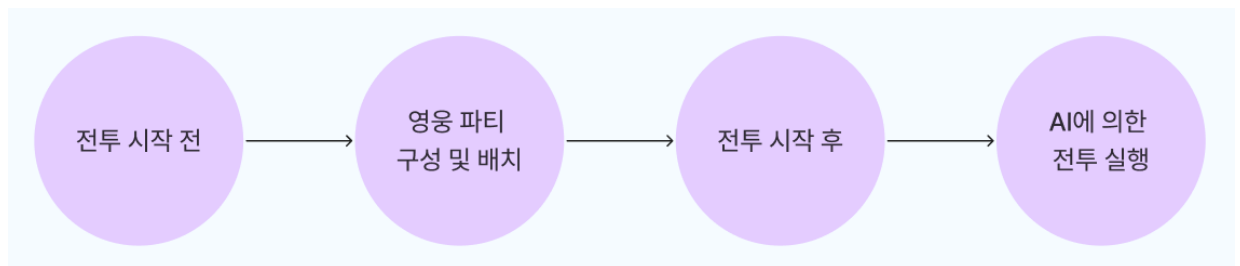 전투 시작 전
영웅 파티
구성 및 배치
전투 시작 후
AI에 의한
전투 실행